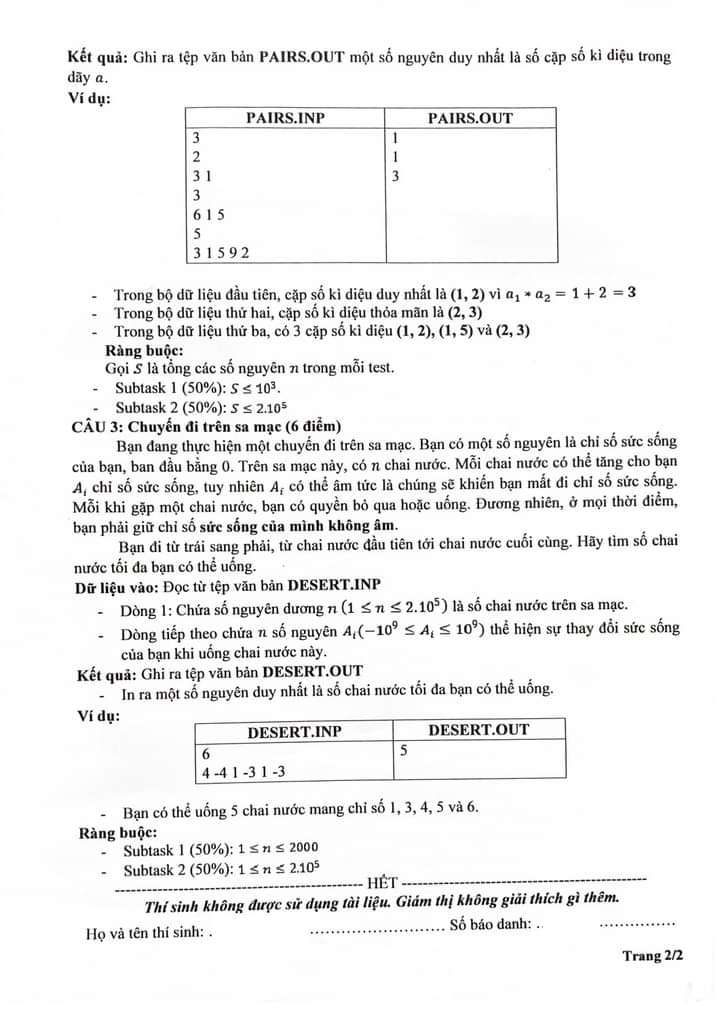 Kết quả: Ghi ra tệp văn bản PAIRS.OUT một số nguyên duy nhất là số cặp số kì diệu trong
dãy a.
Ví dụ:
PAIRS.INP PAIRS.OUT
3 1
2 1
3 1 3
3
6 1 5
5
3 1 5 9 2
- Trong bộ dữ liệu đầu tiên, cặp số kì diệu duy nhất là (1, 2) vì a₁ * a₂ = 1 + 2 = 3
- Trong bộ dữ liệu thứ hai, cặp số kì diệu thỏa mãn là (2, 3)
- Trong bộ dữ liệu thứ ba, có 3 cặp số kì diệu (1, 2), (1, 5) và (2, 3)
Ràng buộc:
Gọi S là tổng các số nguyên n trong mỗi test.
- Subtask 1 (50%): S ≤ 10³.
- Subtask 2 (50%): S ≤ 2.10⁵
CÂU 3: Chuyến đi trên sa mạc (6 điểm)
Bạn đang thực hiện một chuyến đi trên sa mạc. Bạn có một số nguyên là chỉ số sức sống
của bạn, ban đầu bằng 0. Trên sa mạc này, có n chai nước. Mỗi chai nước có thể tăng cho bạn
Aᵢ chỉ số sức sống, tuy nhiên Aᵢ có thể âm tức là chúng sẽ khiến bạn mất đi chỉ số sức sống.
Mỗi khi gặp một chai nước, bạn có quyền bỏ qua hoặc uống. Đương nhiên, ở mọi thời điểm,
bạn phải giữ chỉ số sức sống của mình không âm.
Bạn đi từ trái sang phải, từ chai nước đầu tiên tới chai nước cuối cùng. Hãy tìm số chai
nước tối đa bạn có thể uống.
Dữ liệu vào: Đọc từ tệp văn bản DESERT.INP
- Dòng 1: Chứa số nguyên dương n (1 ≤ n ≤ 2.10⁵) là số chai nước trên sa mạc.
- Dòng tiếp theo chứa n số nguyên Aᵢ(−10⁹ ≤ Aᵢ ≤ 10⁹) thể hiện sự thay đổi sức sống
của bạn khi uống chai nước này.
Kết quả: Ghi ra tệp văn bản DESERT.OUT
- In ra một số nguyên duy nhất là số chai nước tối đa bạn có thể uống.
Ví dụ:
DESERT.INP DESERT.OUT
6 5
4 -4 1 -3 1 -3
- Bạn có thể uống 5 chai nước mang chỉ số 1, 3, 4, 5 và 6.
Ràng buộc:
- Subtask 1 (50%): 1 ≤ n ≤ 2000
- Subtask 2 (50%): 1 ≤ n ≤ 2.10⁵
---------------------------------------- HẾT ----------------------------------------
Thí sinh không được sử dụng tài liệu. Giám thị không giải thích gì thêm.
Họ và tên thí sinh: . .......................... Số báo danh: .. ...............
Trang 2/2